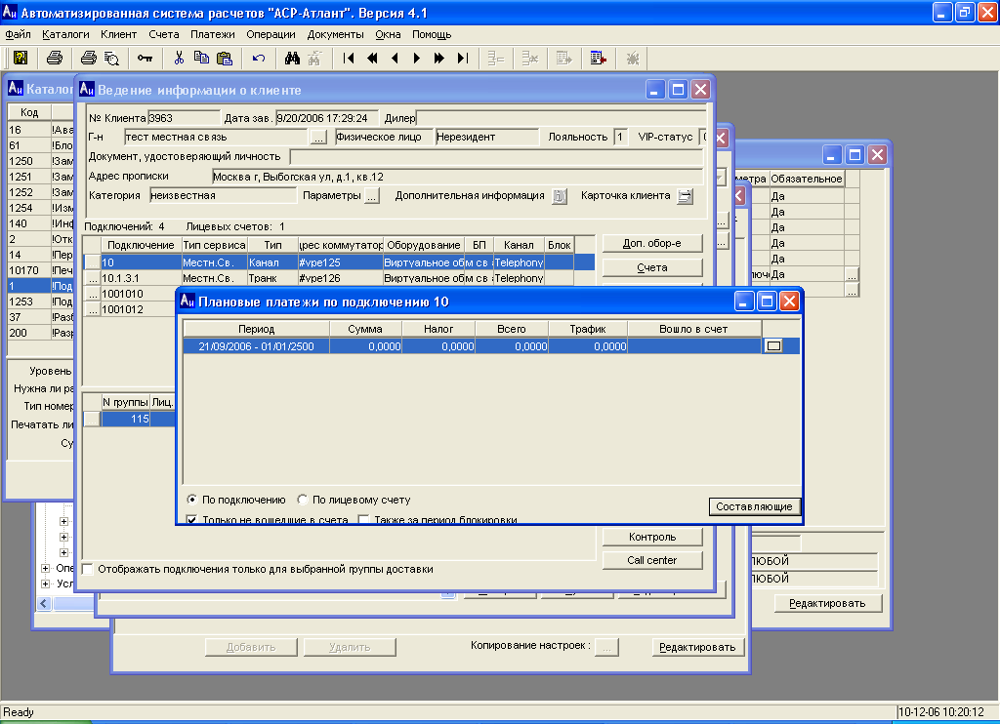 Автоматизированная система расчетов "АСР-Атлант". Версия 4.1
Файл Каталоги Клиент Счета Платежи Операции Документы Окна Помощь
Ведение информации о клиенте
№ Клиента 3963 Дата зав. 9/20/2006 17:29:24 Дилер
Г-н тест местная связь ... Физическое лицо Нерезидент Лояльность 1 VIP-статус
Документ, удостоверяющий личность
Адрес прописки Москва г, Выборгская ул, д.1, кв.12
Категория неизвестная Параметры ... Дополнительная информация Карточка клиента
Подключений: 4 Лицевых счетов: 1
Подключение Тип сервиса Тип рес коммутатор Оборудование БП Канал Блок
10 Местн.Св. Канал #vpe125 Виртуальное об м св Telephony
... 10.1.3.1 Местн.Св. Транк #vpe126 Виртуальное об м св Telephony
... 1001010
... 1001012
Доп. обор-е
Счета
N группы Лиц.
115
Контроль
Call center
Отображать подключения только для выбранной группы доставки
Плановые платежи по подключению 10
Период Сумма Налог Всего Трафик Вошло в счет
21/09/2006 - 01/01/2500 0,0000 0,0000 0,0000 0,0000
По подключению По лицевому счету
Только не вошедшие в счета Также за период блокировки
Составляющие
Катало
Код
16 !Ава
61 !Бло
1250 !Зам
1251 !Зам
1252 !Зам
1254 !Изм
140 !Инф
2 !Отк
14 !Пер
10170 !Печ
1 !Под
1253 !Под
37 !Разб
200 !Разр
Уровень
Нужна ли ра
Тип номер
Печатать ли
Су
Опе
Усл
метра Обязательное
Да
Да
Да
Да
Да
ключ Да ...
...
ЛЮБОЙ
ЛЮБОЙ
Редактировать
Добавить Удалить Копирование настроек : ... Редактировать
Ready 10-12-06 10:20:12